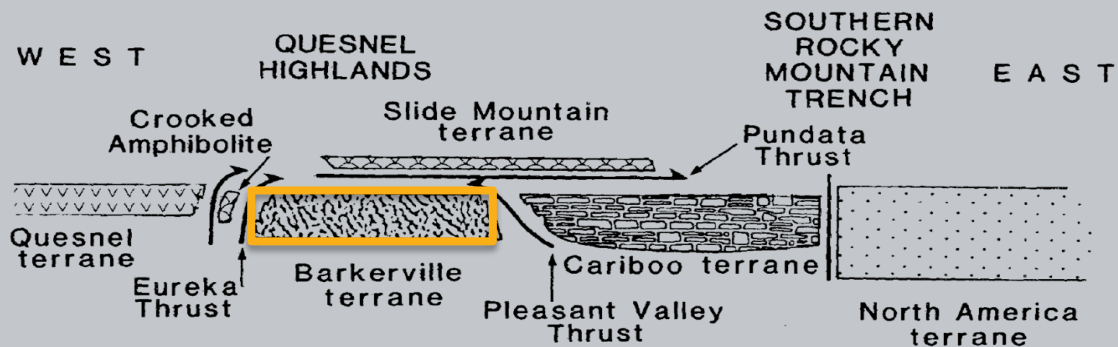 WEST
QUESNEL
HIGHLANDS
SOUTHERN
ROCKY
MOUNTAIN
TRENCH
EAST
Crooked
Amphibolite
Slide Mountain
terrane
Pundata
Thrust
Quesnel
terrane
Eureka
Thrust
Barkerville
terrane
Pleasant Valley
Thrust
Cariboo terrane
North America
terrane